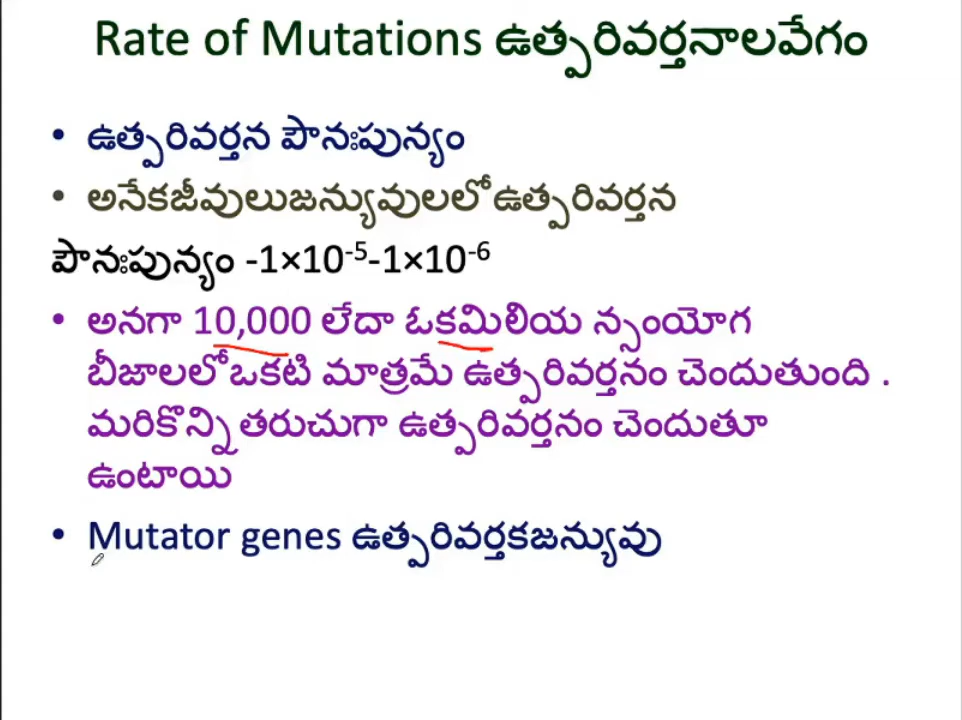 Rate of Mutations ఉత్పరివర్తనాలవేగం
• ఉత్పరివర్తన పౌనఃపున్యం
• అనేకజీవులుజన్యువులలోఉత్పరివర్తన
పౌనఃపున్యం -1×10⁻⁵-1×10⁻⁶
• అనగా 10,000 లేదా ఓకమిలియ న్సంయోగ
బీజాలలోఒకటి మాత్రమే ఉత్పరివర్తనం చెందుతుంది .
మరికొన్ని తరుచుగా ఉత్పరివర్తనం చెందుతూ
ఉంటాయి
• Mutator genes ఉత్పరివర్తకజన్యువు